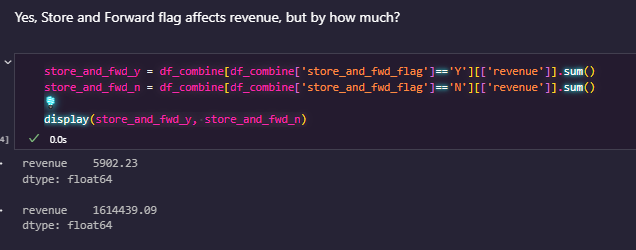 Yes, Store and Forward flag affects revenue, but by how much?
store_and_fwd_y = df_combine[df_combine['store_and_fwd_flag']=='Y'][['revenue']].sum()
store_and_fwd_n = df_combine[df_combine['store_and_fwd_flag']=='N'][['revenue']].sum()
display(store_and_fwd_y, store_and_fwd_n)
4]
0.0s
revenue    5902.23
dtype: float64
revenue    1614439.09
dtype: float64